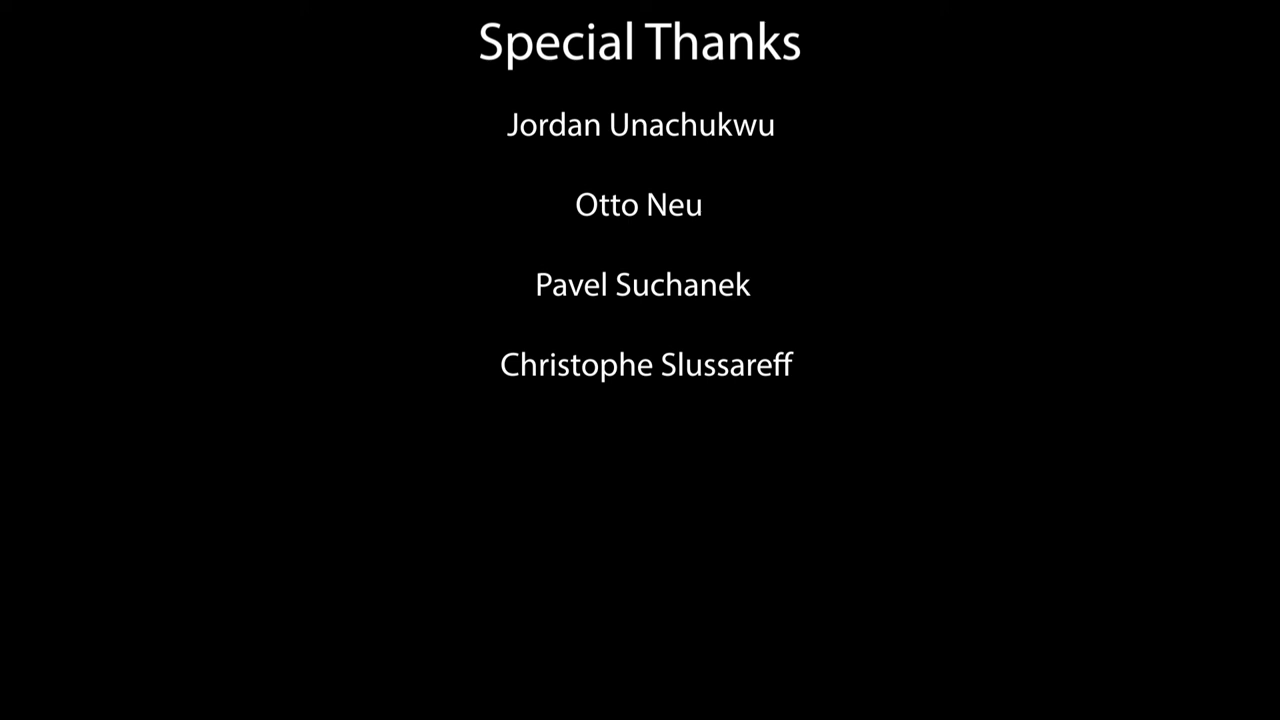 Special Thanks
Jordan Unachukwu
Otto Neu
Pavel Suchanek
Christophe Slussareff